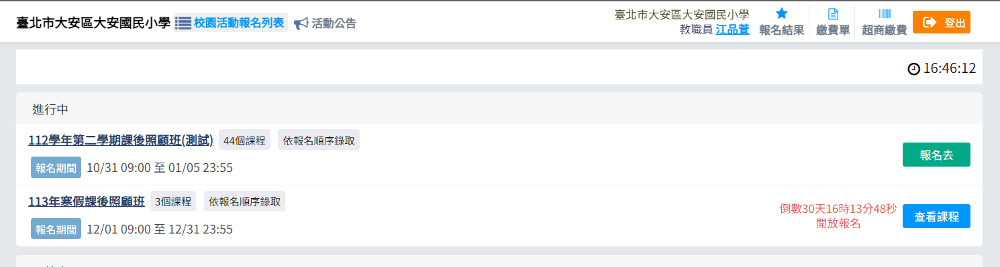 臺北市大安區大安國民小學 校園活動報名列表 活動公告
臺北市大安區大安國民小學
教職員 江品萱 報名結果 繳費單 超商繳費 登出
16:46:12
進行中
112學年第二學期課後照顧班(測試) 44個課程 依報名順序錄取
報名期間 10/31 09:00 至 01/05 23:55
報名去
113年寒假課後照顧班 3個課程 依報名順序錄取
報名期間 12/01 09:00 至 12/31 23:55
倒數30天16時13分48秒
開放報名
查看課程